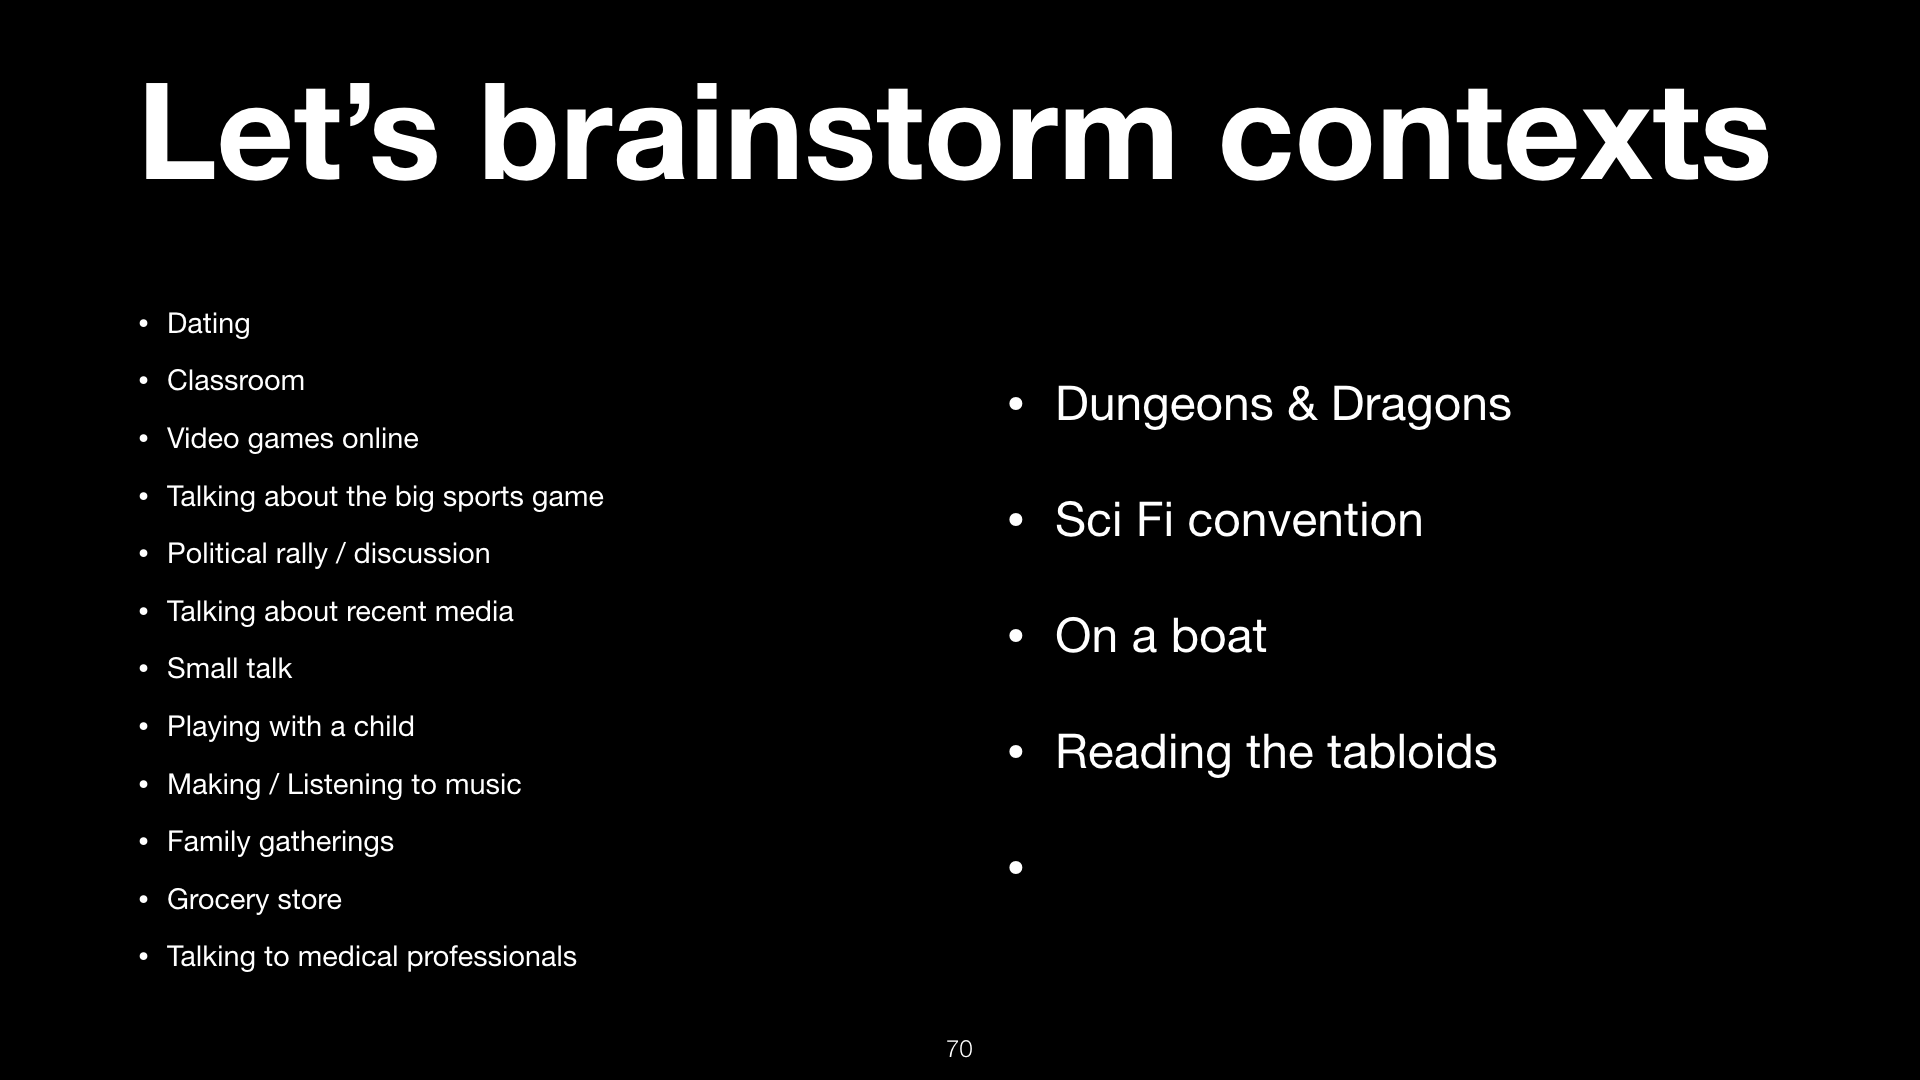 Let’s brainstorm contexts
• Dating
• Classroom
• Video games online
• Talking about the big sports game
• Political rally / discussion
• Talking about recent media
• Small talk
• Playing with a child
• Making / Listening to music
• Family gatherings
• Grocery store
• Talking to medical professionals
• Dungeons & Dragons
• Sci Fi convention
• On a boat
• Reading the tabloids
•
70